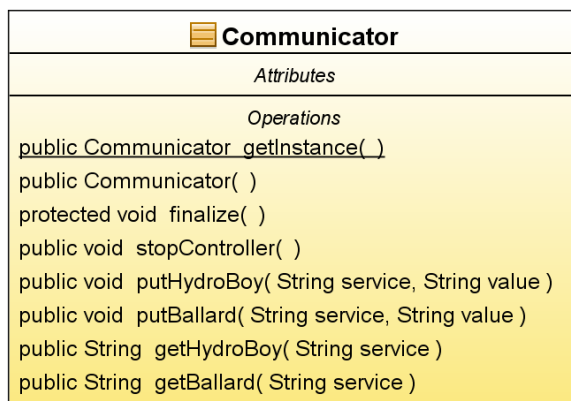 Communicator
Attributes
Operations
public Communicator getInstance( )
public Communicator( )
protected void finalize( )
public void stopController( )
public void putHydroBoy( String service, String value )
public void putBallard( String service, String value )
public String getHydroBoy( String service )
public String getBallard( String service )